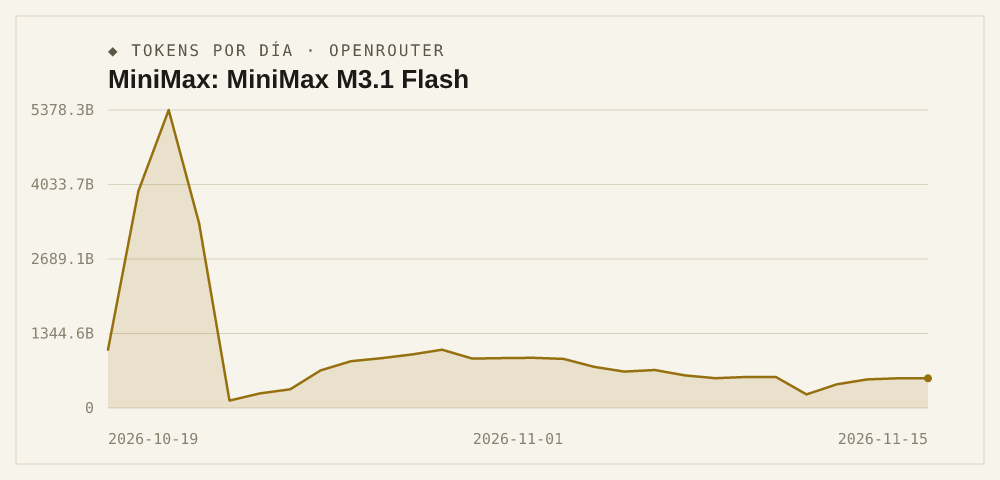 ◆ TOKENS POR DÍA · OPENROUTER
MiniMax: MiniMax M3.1 Flash
5378.3B
4033.7B
2689.1B
1344.6B
0
2026-10-19
2026-11-01
2026-11-15